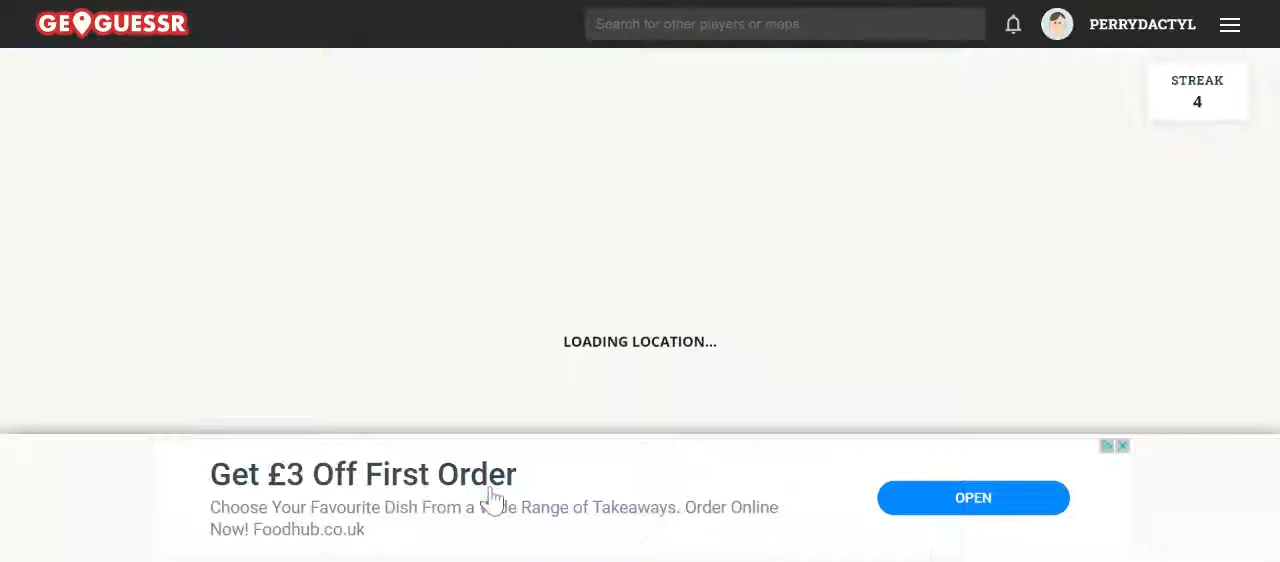 GEOGUESSR
Search for other players or maps
PERRYDACTYL
STREAK
4
LOADING LOCATION...
Get £3 Off First Order
Choose Your Favourite Dish From a Range of Takeaways. Order Online
Now! Foodhub.co.uk
OPEN